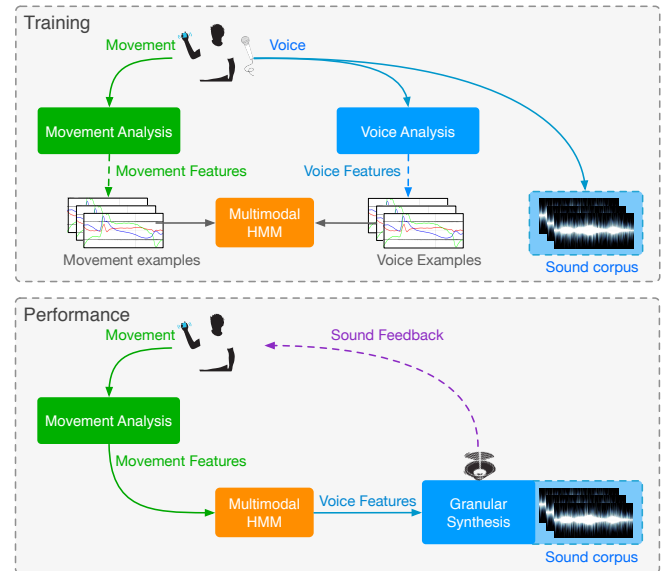 Training
Movement
Voice
Movement Analysis
Voice Analysis
Movement Features
Voice Features
Multimodal
HMM
Movement examples
Voice Examples
Sound corpus
Performance
Movement
Sound Feedback
Movement Analysis
Movement Features
Multimodal
HMM
Voice Features
Granular
Synthesis
Sound corpus